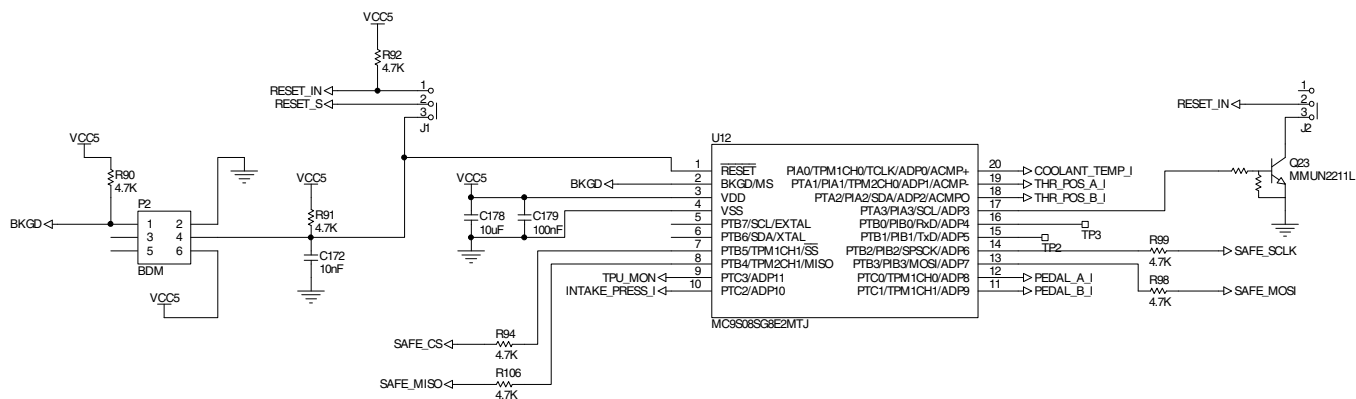 VCC5
R92
4.7K
RESET_IN
1
RESET_S
2
3
J1
VCC5
R90
4.7K
P2
BKGD
1 2
3 4
5 6
BDM
VCC5
VCC5
R91
4.7K
C172
10nF
U12
BKGD
VCC5
C178
10uF
C179
100nF
1 RESET
2 BKGD/MS
3 VDD
4 VSS
5 PTB7/SCL/EXTAL
6 PTB6/SDA/XTAL
7 PTB5/TPM1CH1/SS
8 PTB4/TPM2CH1/MISO
TPU_MON 9 PTC3/ADP11
INTAKE_PRESS_I 10 PTC2/ADP10
PIA0/TPM1CH0/TCLK/ADP0/ACMP+ 20 COOLANT_TEMP_I
PTA1/PIA1/TPM2CH0/ADP1/ACMP- 19 THR_POS_A_I
PTA2/PIA2/SDA/ADP2/ACMPO 18 THR_POS_B_I
PTA3/PIA3/SCL/ADP3 17
PTB0/PIB0/RxD/ADP4 16 TP3
PTB1/PIB1/TxD/ADP5 15 TP2
PTB2/PIB2/SPSCK/ADP6 14
PTB3/PIB3/MOSI/ADP7 13
PTC0/TPM1CH0/ADP8 12 PEDAL_A_I
PTC1/TPM1CH1/ADP9 11 PEDAL_B_I
MC9S08SG8E2MTJ
R99
4.7K
SAFE_SCLK
R98
4.7K
SAFE_MOSI
RESET_IN
1
2
3
J2
Q23
MMUN2211L
SAFE_CS
R94
4.7K
SAFE_MISO
R106
4.7K